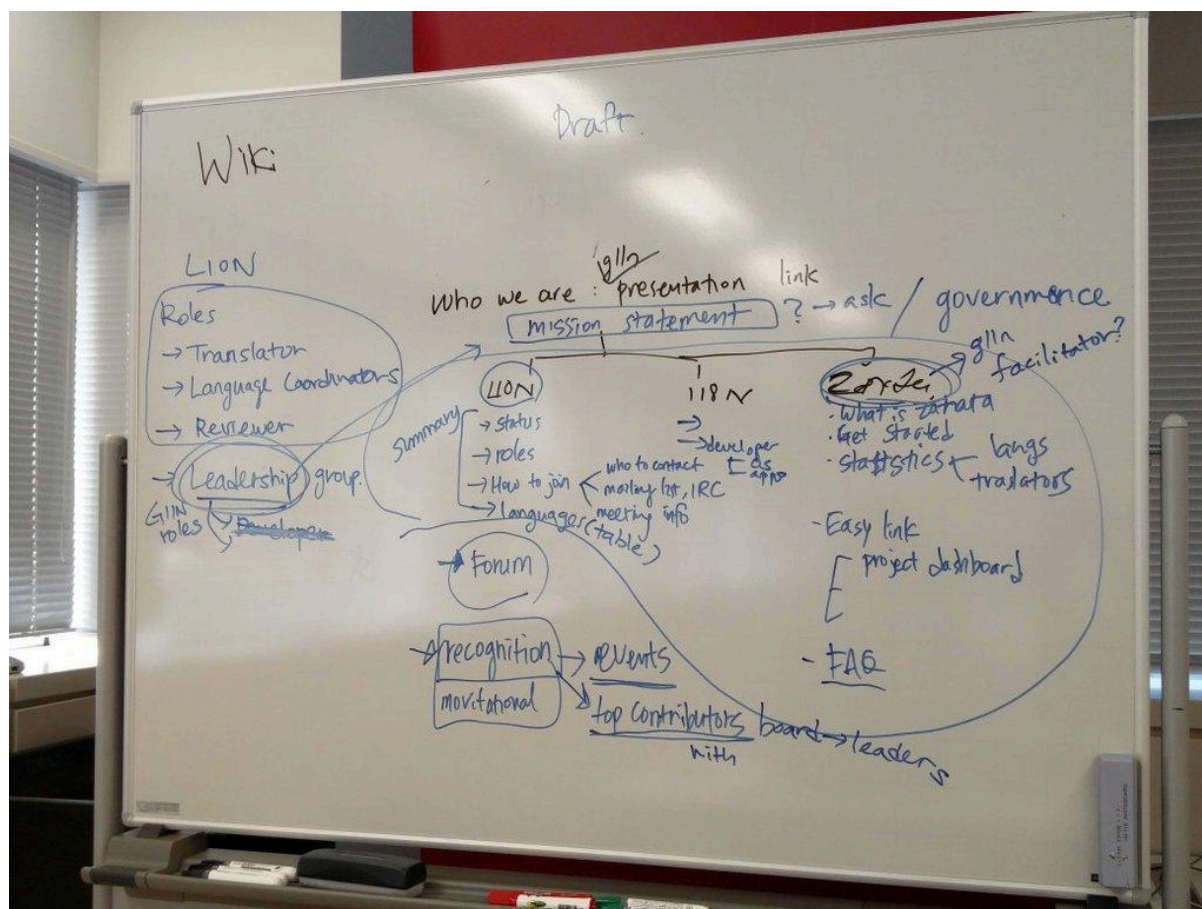 Draft.
Wiki
L10N
Roles
→ Translator
→ Language Coordinators
→ Reviewer
→ Leadership group.
G11N roles
→ Developer
g11n
who we are : presentation link
mission statement ? → ask / governmance
g11n facilitator?
L10N
summary
→ status
→ roles
→ How to join
who to contact
mailing list, IRC
meeting info
→ languages (table)
I18N
→
→ developer
os
apps
Zanata
· What is zanata
· Get Started
· statistics
langs
traslators
- Easy link
project dashboard
- FAQ
→ Forum
→ recognition → events
movitational
top contributors board → leaders
with